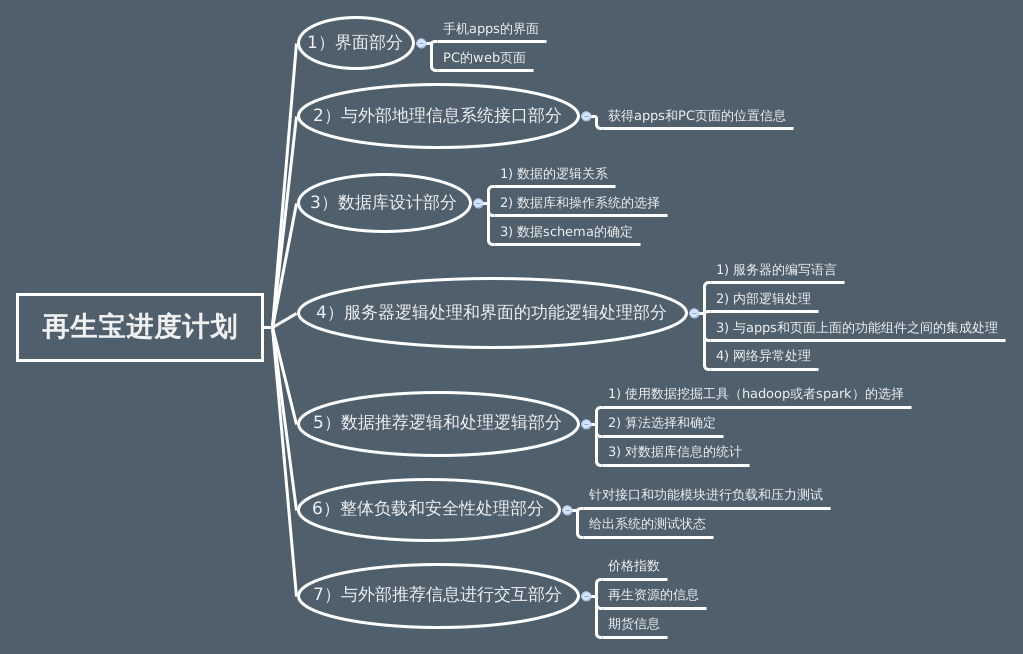 再生宝进度计划
1）界面部分
手机apps的界面
PC的web页面
2）与外部地理信息系统接口部分
获得apps和PC页面的位置信息
3）数据库设计部分
1) 数据的逻辑关系
2) 数据库和操作系统的选择
3) 数据schema的确定
4）服务器逻辑处理和界面的功能逻辑处理部分
1) 服务器的编写语言
2) 内部逻辑处理
3) 与apps和页面上面的功能组件之间的集成处理
4) 网络异常处理
5）数据推荐逻辑和处理逻辑部分
1) 使用数据挖掘工具（hadoop或者spark）的选择
2) 算法选择和确定
3) 对数据库信息的统计
6）整体负载和安全性处理部分
针对接口和功能模块进行负载和压力测试
给出系统的测试状态
7）与外部推荐信息进行交互部分
价格指数
再生资源的信息
期货信息